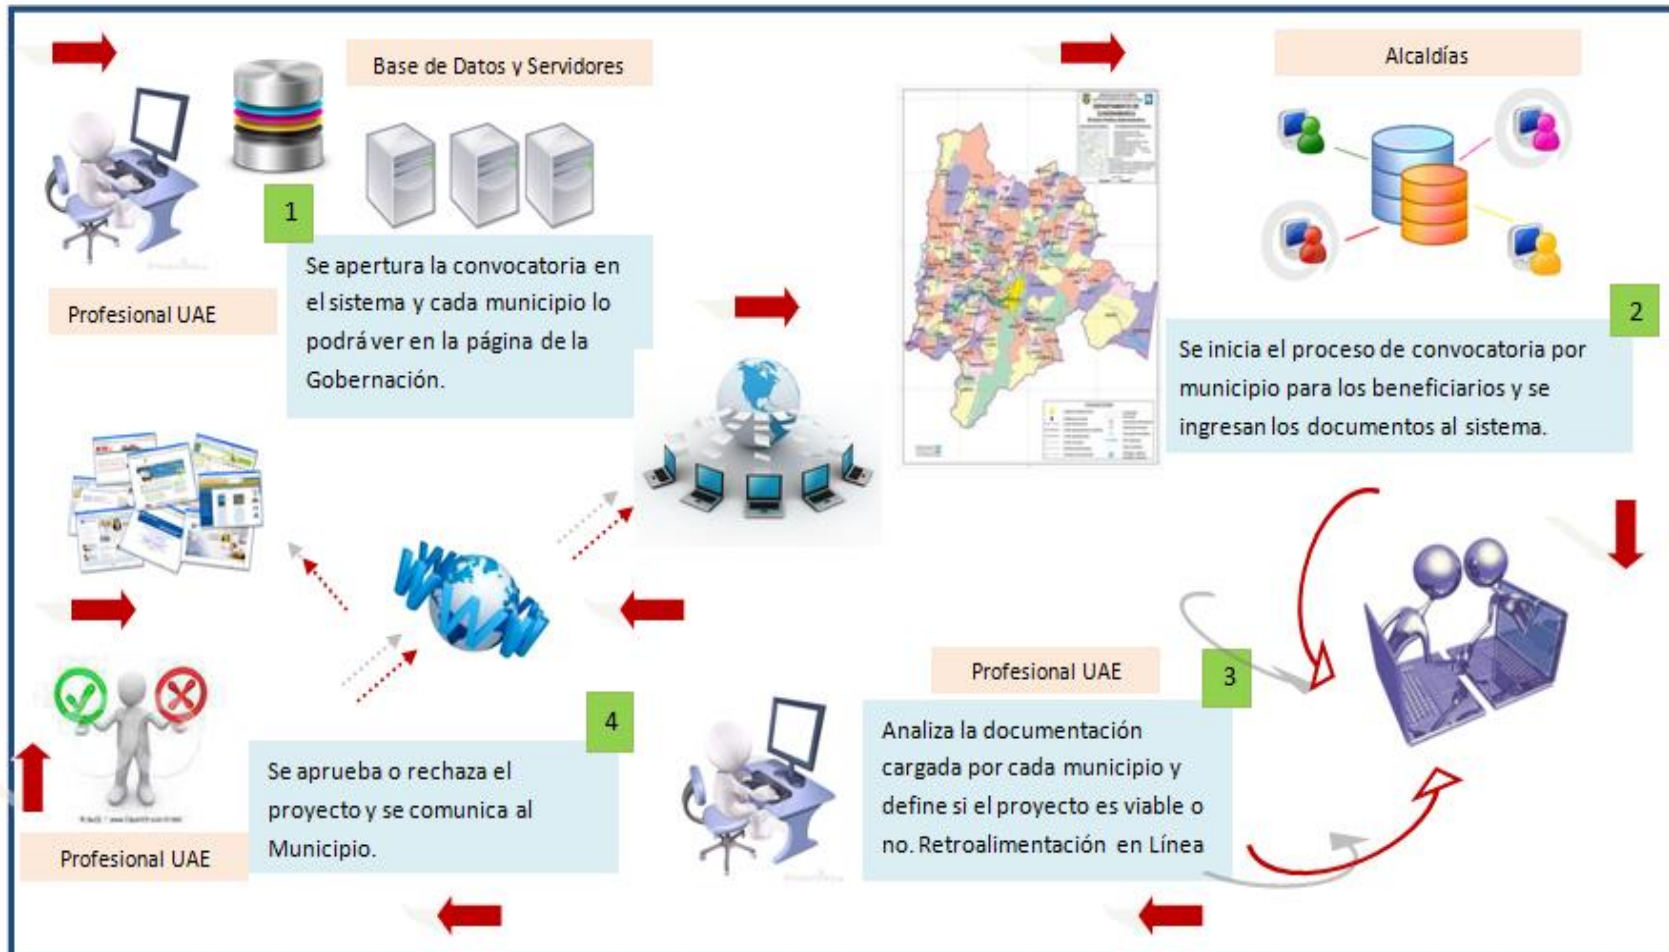 Base de Datos y Servidores
1
Se apertura la convocatoria en
el sistema y cada municipio lo
podrá ver en la página de la
Gobernación.
Profesional UAE
Alcaldías
2
Se inicia el proceso de convocatoria por
municipio para los beneficiarios y se
ingresan los documentos al sistema.
Profesional UAE
3
Analiza la documentación
cargada por cada municipio y
define si el proyecto es viable o
no. Retroalimentación en Línea
4
Se aprueba o rechaza el
proyecto y se comunica al
Municipio.
Profesional UAE
WWW